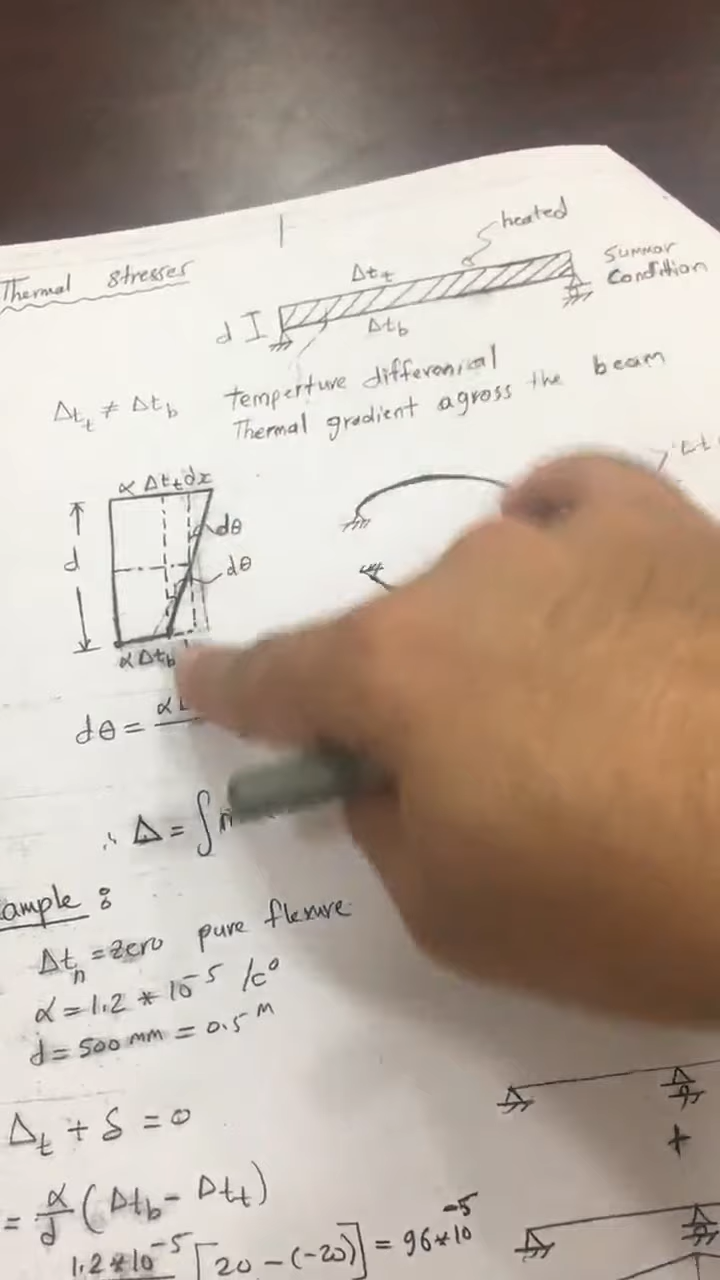 heated
Thermal stresses
Δt_t
Summar
Condition
d
Δt_b
Δt_t ≠ Δt_b
temperture differenical
Thermal gradient agross the beam
α Δt_t dx
dθ
d
dθ
α Δt_b
dθ =
∴ Δ = ∫
ample :
Δt_n = zero pure flexure
α = 1.2 * 10^-5 /c°
d = 500 mm = 0.5 m
Δ_t + δ = 0
= α/d (Δt_b - Δt_t)
1.2 * 10^-5 [20 - (-20)] = 96 * 10^-5
+